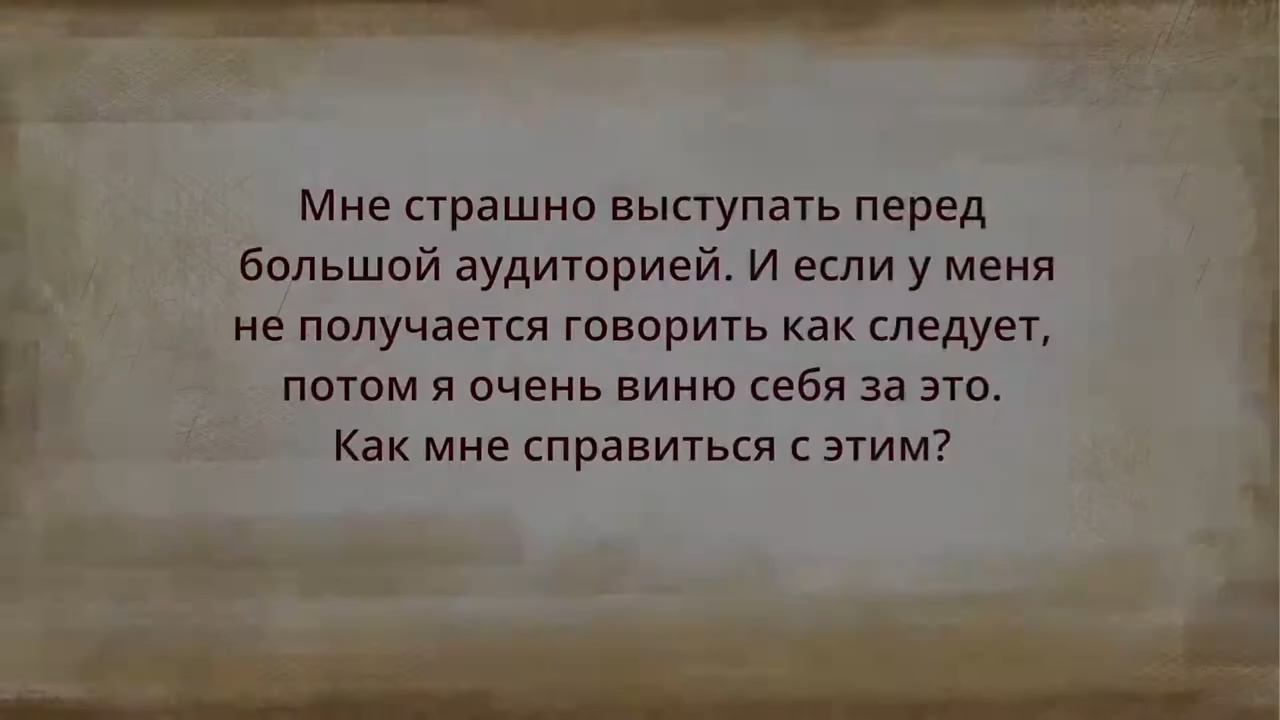 Мне страшно выступать перед
большой аудиторией. И если у меня
не получается говорить как следует,
потом я очень виню себя за это.
Как мне справиться с этим?